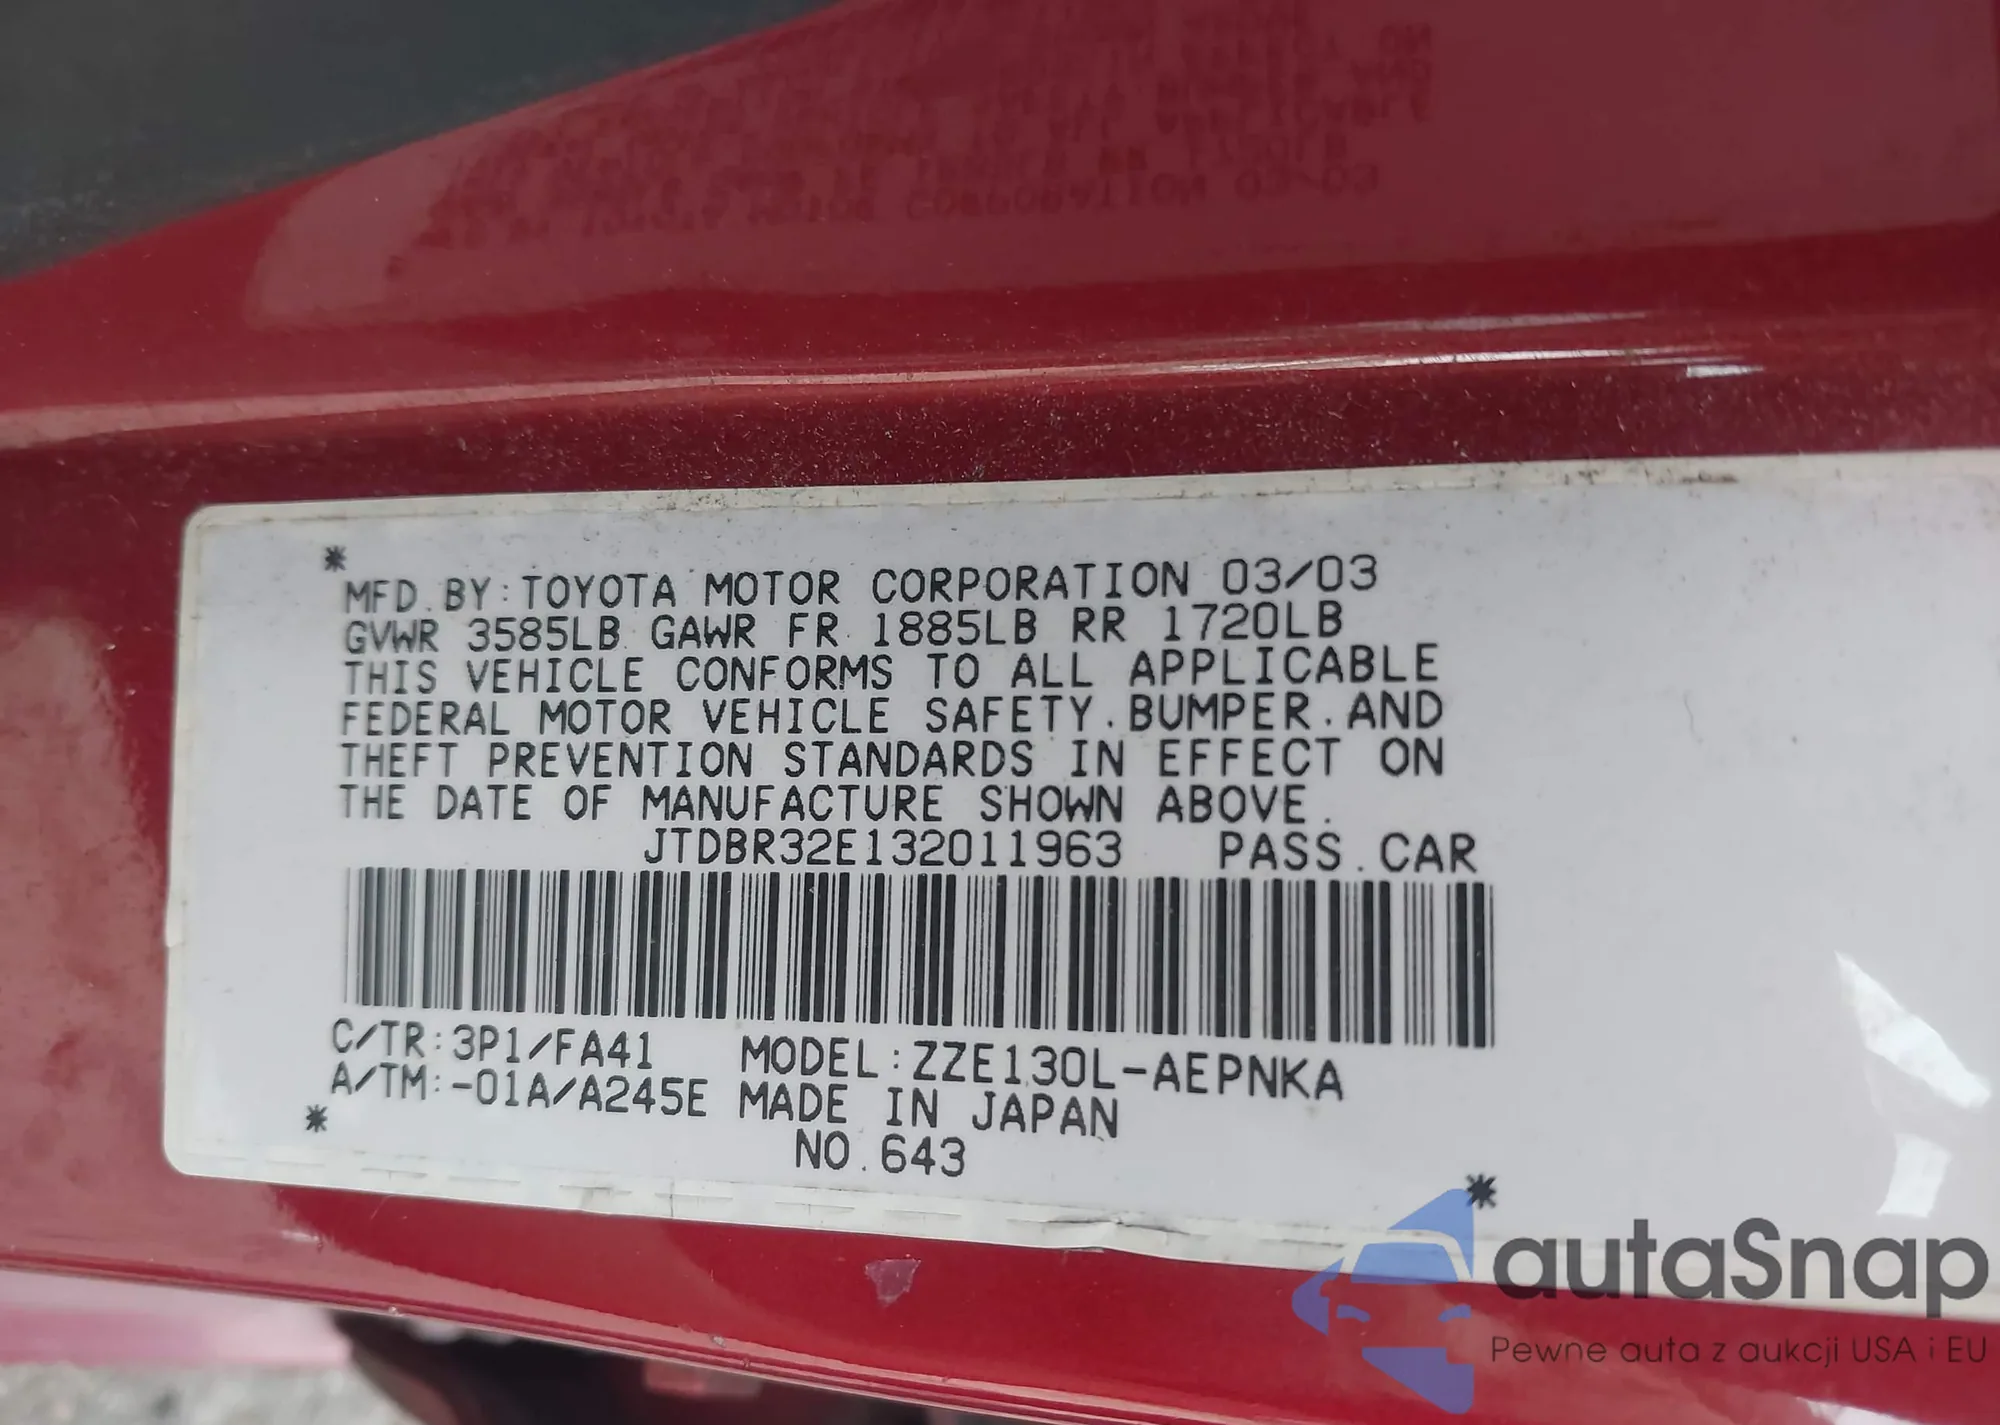 *
MFD.BY:TOYOTA MOTOR CORPORATION 03/03
GVWR 3585LB GAWR FR 1885LB RR 1720LB
THIS VEHICLE CONFORMS TO ALL APPLICABLE
FEDERAL MOTOR VEHICLE SAFETY.BUMPER.AND
THEFT PREVENTION STANDARDS IN EFFECT ON
THE DATE OF MANUFACTURE SHOWN ABOVE.
JTDBR32E132011963 PASS.CAR
C/TR:3P1/FA41 MODEL:ZZE130L-AEPNKA
A/TM:-01A/A245E MADE IN JAPAN
* NO.643
*
autaSnap
Pewne auta z aukcji USA i EU